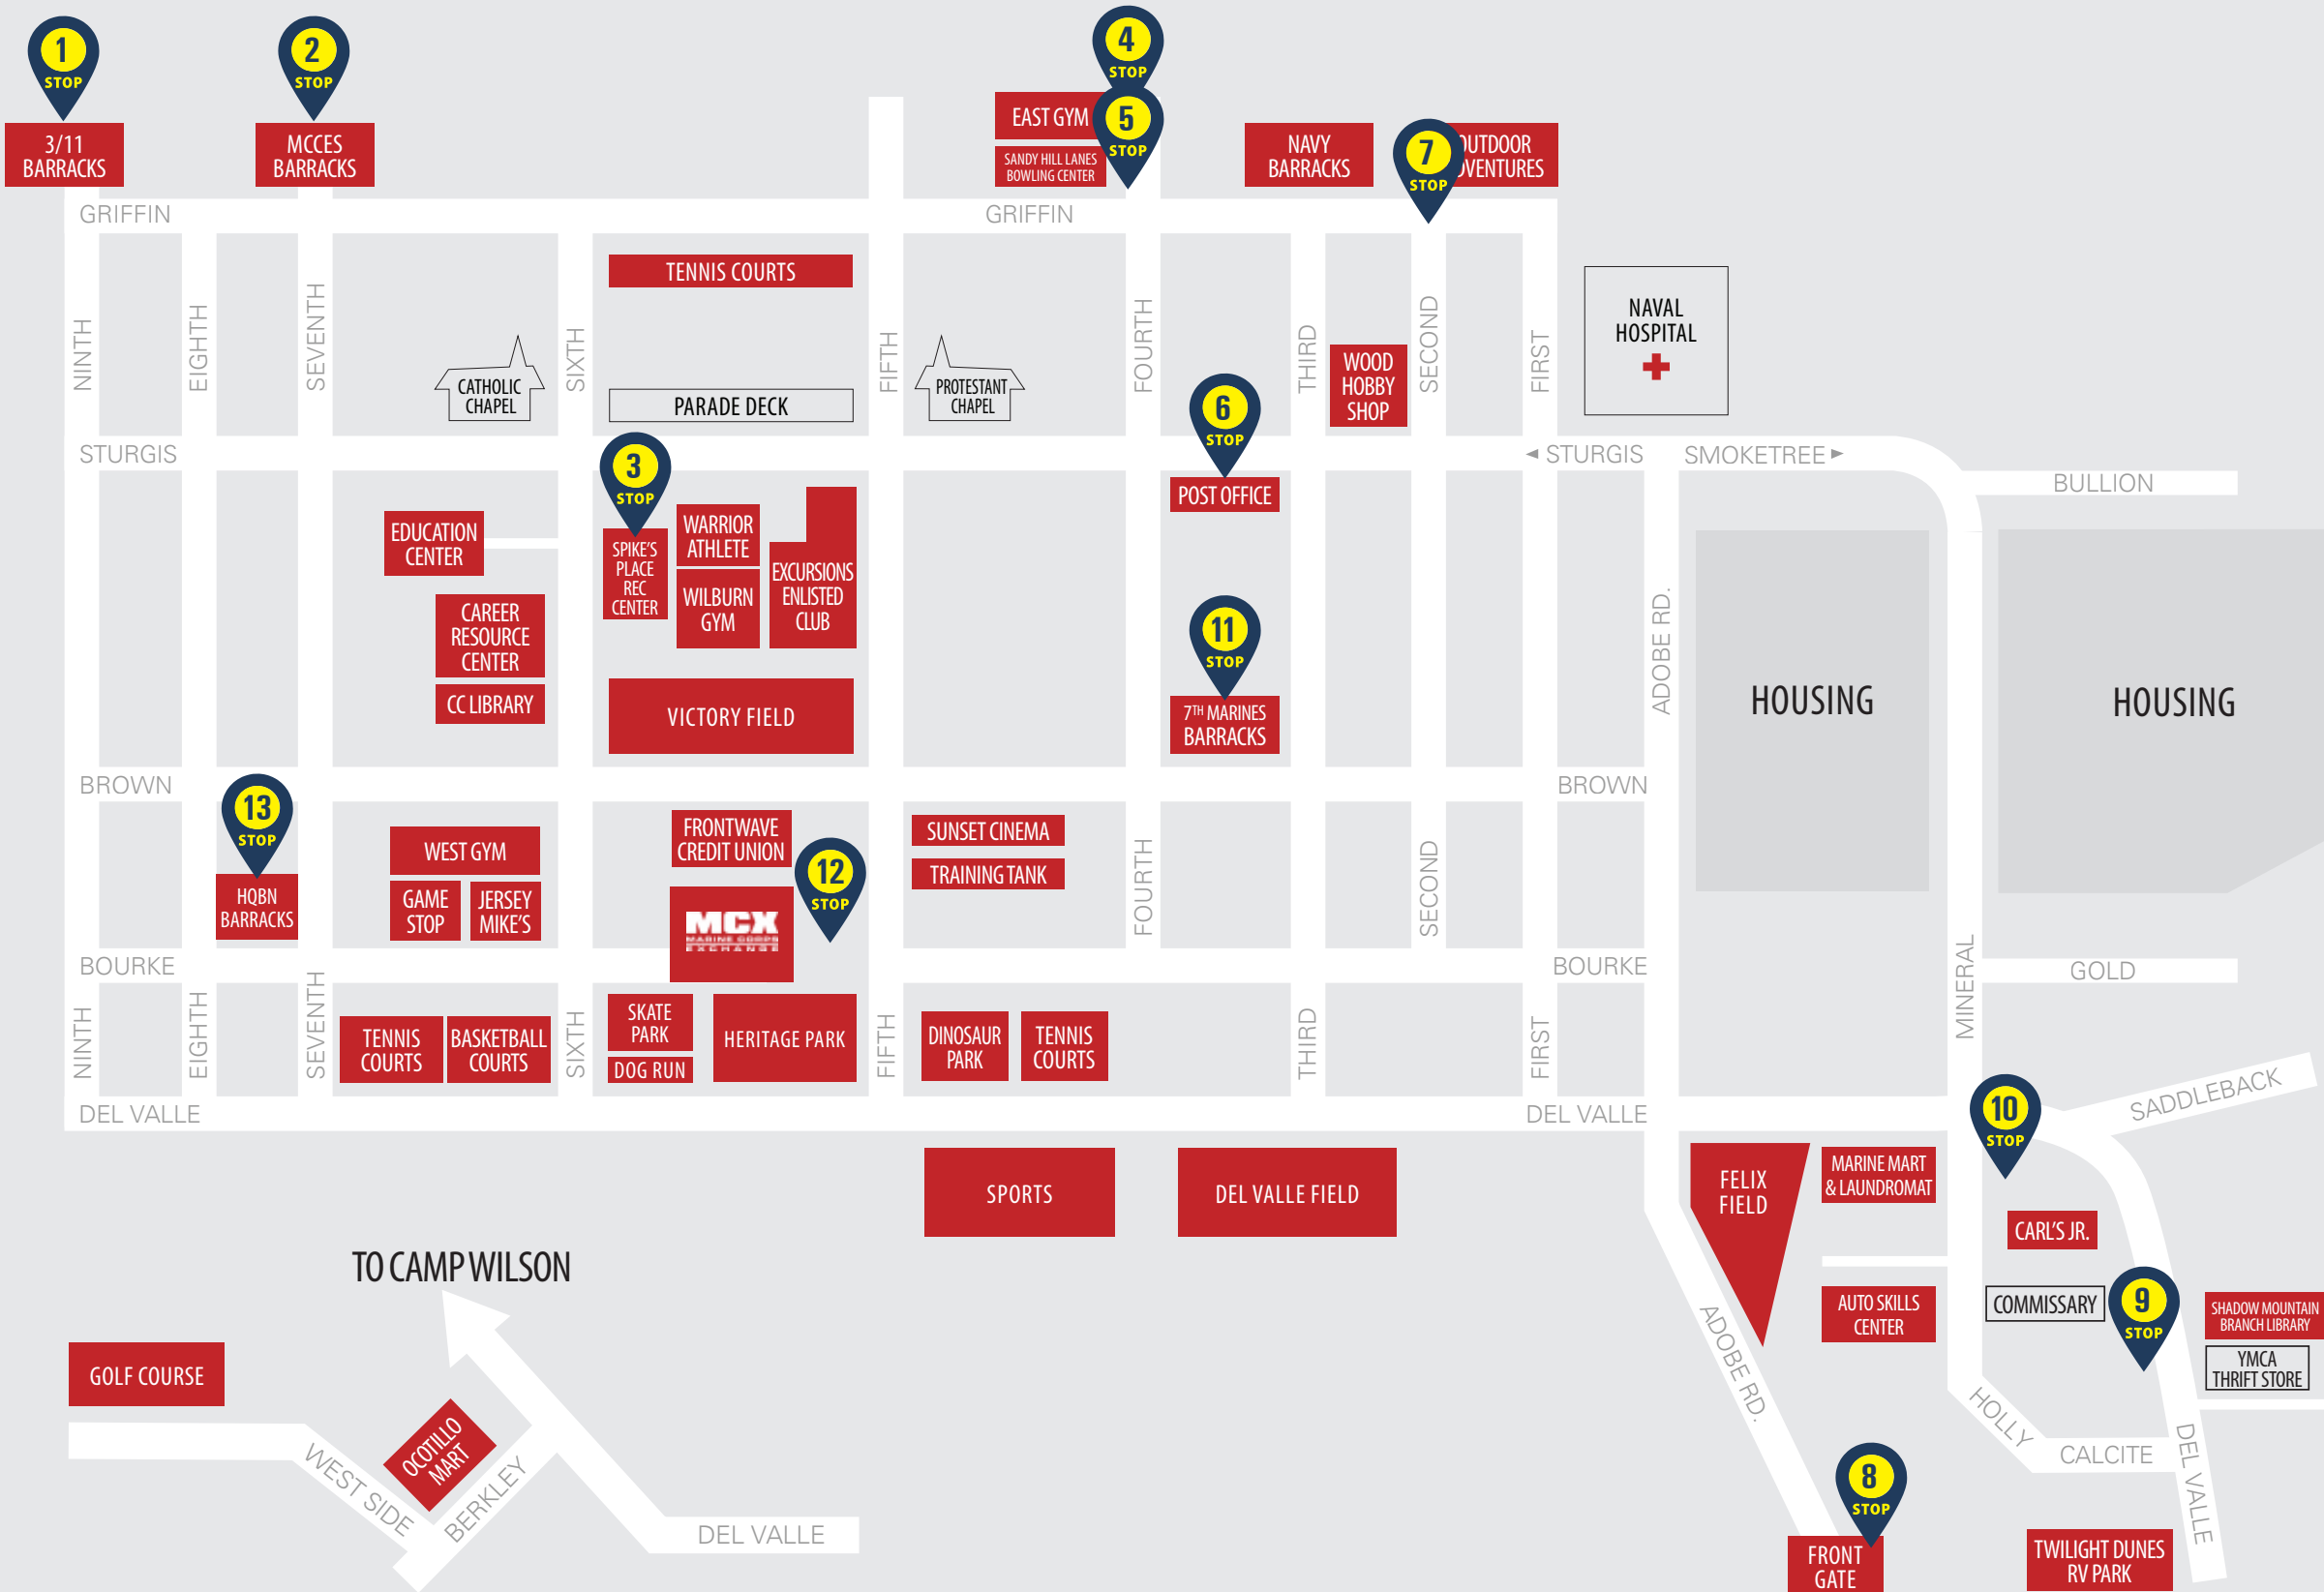 1
STOP
2
STOP
4
STOP
5
STOP
7
STOP
3/11
BARRACKS
MCCES
BARRACKS
EAST GYM
SANDY HILL LANES
BOWLING CENTER
NAVY
BARRACKS
OUTDOOR
GRIFFIN
GRIFFIN
TENNIS COURTS
NINTH
EIGHTH
SEVENTH
SIXTH
FIFTH
FOURTH
THIRD
SECOND
FIRST
NAVAL
HOSPITAL
CATHOLIC
CHAPEL
PARADE DECK
PROTESTANT
CHAPEL
WOOD
HOBBY
SHOP
6
STOP
STURGIS
STURGIS
SMOKETREE
BULLION
3
STOP
POST OFFICE
EDUCATION
CENTER
SPIKE'S
PLACE
REC
CENTER
WARRIOR
ATHLETE
WILBURN
GYM
EXCURSIONS
ENLISTED
CLUB
CAREER
RESOURCE
CENTER
CC LIBRARY
VICTORY FIELD
11
STOP
7TH MARINES
BARRACKS
ADOBE RD.
HOUSING
HOUSING
BROWN
BROWN
13
STOP
HQBN
BARRACKS
WEST GYM
GAME
STOP
JERSEY
MIKE'S
FRONTWAVE
CREDIT UNION
12
STOP
MCX
MARINE CORPS
EXCHANGE
SUNSET CINEMA
TRAINING TANK
FOURTH
SECOND
BOURKE
BOURKE
MINERAL
GOLD
NINTH
EIGHTH
SEVENTH
SIXTH
FIFTH
THIRD
FIRST
TENNIS
COURTS
BASKETBALL
COURTS
SKATE
PARK
DOG RUN
HERITAGE PARK
DINOSAUR
PARK
TENNIS
COURTS
DEL VALLE
DEL VALLE
10
STOP
SADDLEBACK
SPORTS
DEL VALLE FIELD
FELIX
FIELD
MARINE MART
& LAUNDROMAT
CARL'S JR.
TO CAMP WILSON
AUTO SKILLS
CENTER
COMMISSARY
9
STOP
SHADOW MOUNTAIN
BRANCH LIBRARY
YMCA
THRIFT STORE
GOLF COURSE
OCOTILLO
MART
WEST SIDE
BERKLEY
DEL VALLE
ADOBE RD.
HOLLY
CALCITE
DEL VALLE
8
STOP
FRONT
GATE
TWILIGHT DUNES
RV PARK